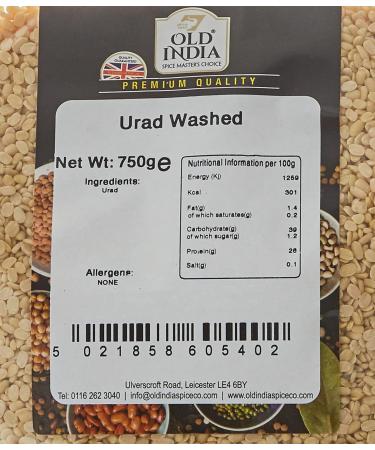 OLD
INDIA
SPICE MASTER'S CHOICE
QUALITY
GUARANTEED
PREMIUM QUALITY
Urad Washed
Net Wt: 750g e
Ingredients:
Urad
Allergens:
NONE
Nutritional Information per 100g
Energy (Kj) 1259
Kcal 301
Fat(g) 1.4
of which saturates(g) 0.2
Carbohydrate(g) 39
of which sugar(g) 1.2
Protein(g) 26
Salt(g) 0.1
5 021858 605402
Ulverscroft Road, Leicester LE4 6BY
Tel: 0116 262 3040 | info@oldindiaspiceco.com | www.oldindiaspiceco.com